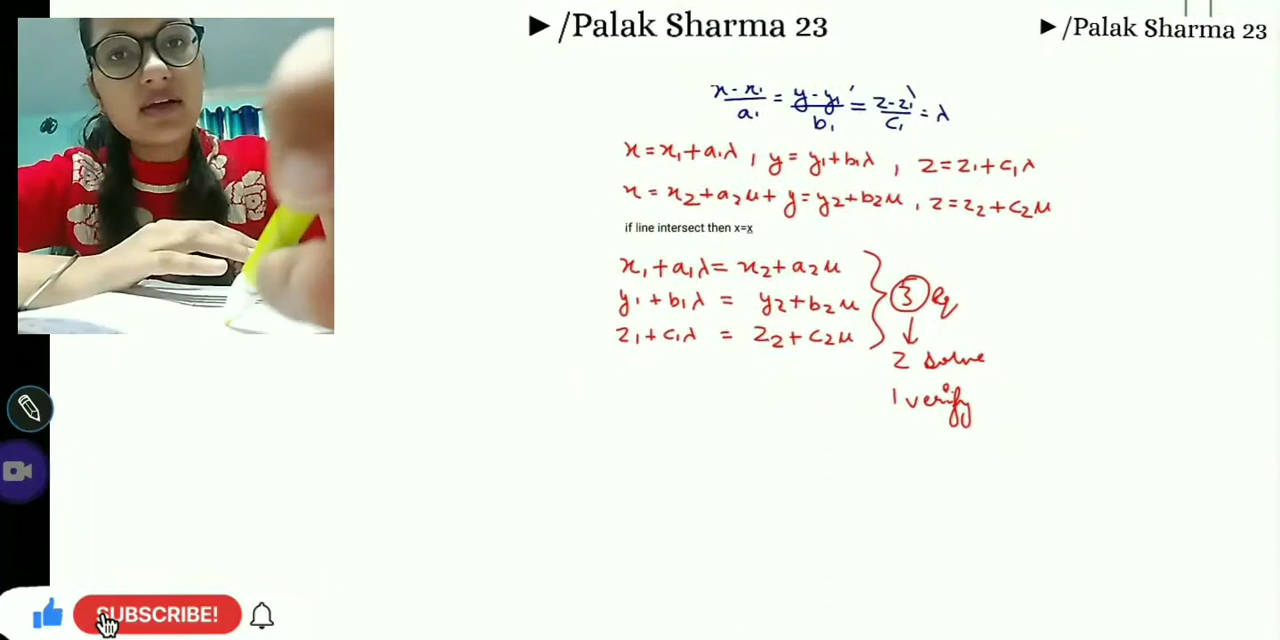 ►/Palak Sharma 23
►/Palak Sharma 23
x-x₁/a₁ = y-y₁/b₁ = z-z₁/c₁ = λ
x=x₁+a₁λ, y=y₁+b₁λ, z=z₁+c₁λ
x=x₂+a₂μ+ y=y₂+b₂μ, z=z₂+c₂μ
if line intersect then x=x
x₁+a₁λ=x₂+a₂μ
y₁+b₁λ = y₂+b₂μ
z₁+c₁λ = z₂+c₂μ
3 eq
↓
2 solve
1 verify
SUBSCRIBE!